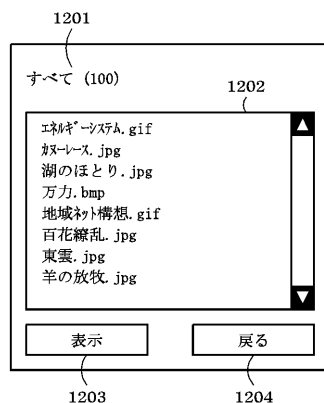 1201
すべて (100)
1202
エネルギーシステム.gif
カヌーレース.jpg
湖のほとり.jpg
万力.bmp
地域ネット構想.gif
百花繚乱.jpg
東雲.jpg
羊の放牧.jpg
表示 戻る
1203 1204